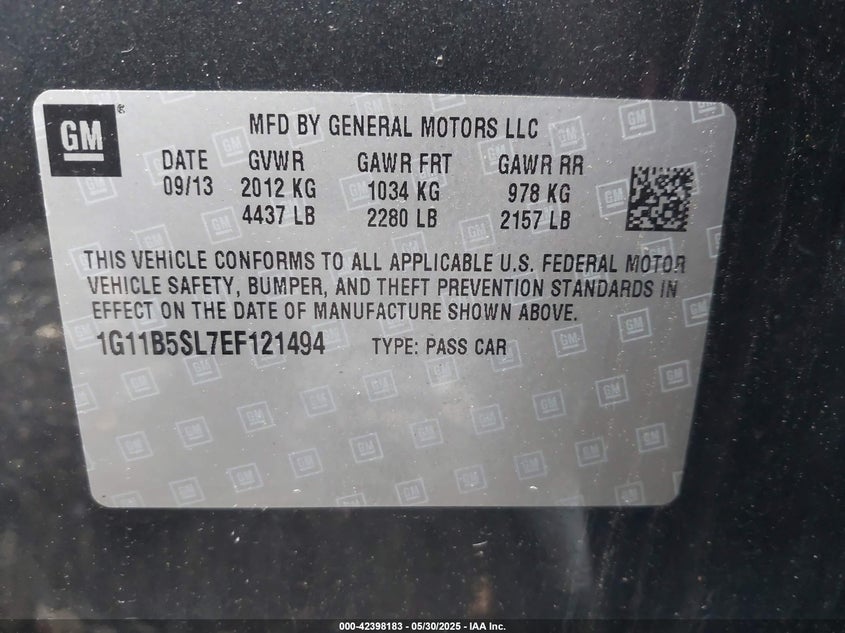 GM
MFD BY GENERAL MOTORS LLC
DATE GVWR GAWR FRT GAWR RR
09/13 2012 KG 1034 KG 978 KG
4437 LB 2280 LB 2157 LB
THIS VEHICLE CONFORMS TO ALL APPLICABLE U.S. FEDERAL MOTOR
VEHICLE SAFETY, BUMPER, AND THEFT PREVENTION STANDARDS IN
EFFECT ON THE DATE OF MANUFACTURE SHOWN ABOVE.
1G11B5SL7EF121494 TYPE: PASS CAR
000-42398183 - 05/30/2025 - IAA Inc.